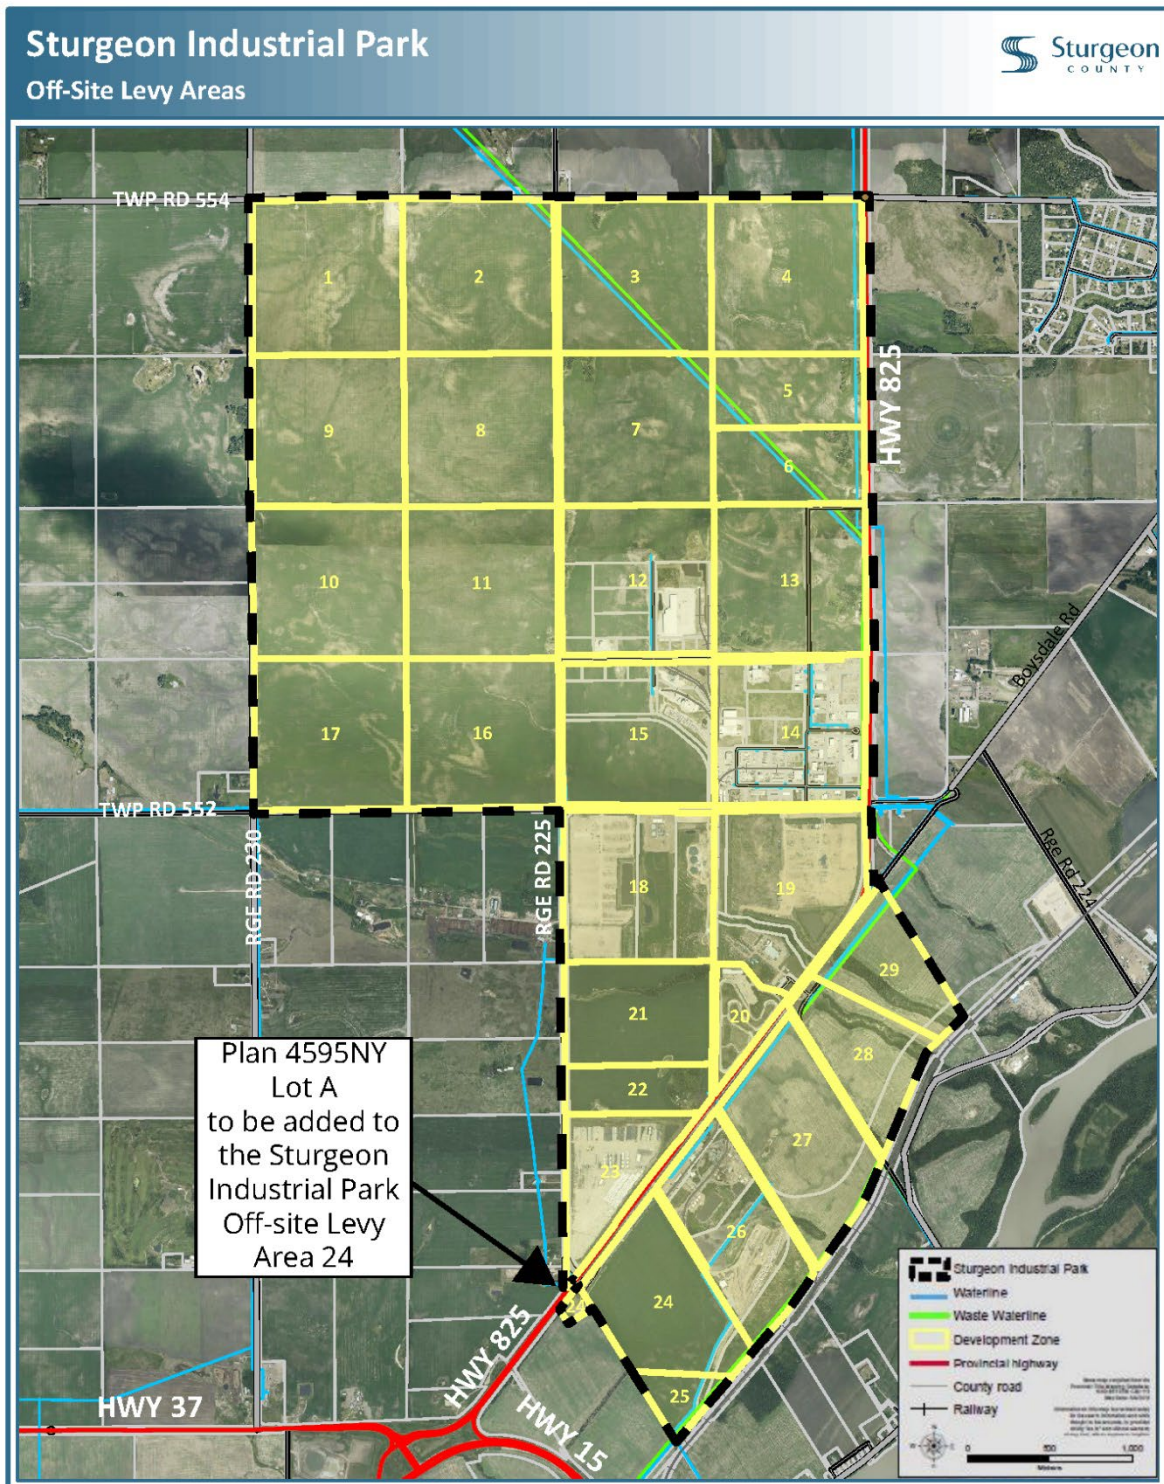 Sturgeon Industrial Park
Off-Site Levy Areas
Sturgeon
COUNTY
TWP RD 554
1
2
3
4
HWY 825
5
9
8
7
6
10
11
12
13
Boysdale Rd
17
16
15
14
TWP RD 552
RGE RD 230
RGE RD 225
18
19
Rge Rd 224
29
21
20
28
22
27
23
26
24
24
25
Plan 4595NY
Lot A
to be added to
the Sturgeon
Industrial Park
Off-site Levy
Area 24
HWY 825
HWY 37
HWY 15
Sturgeon Industrial Park
Waterline
Waste Waterline
Development Zone
Provincial highway
County road
Railway
N
W
E
S
0 500 1,000
Meters